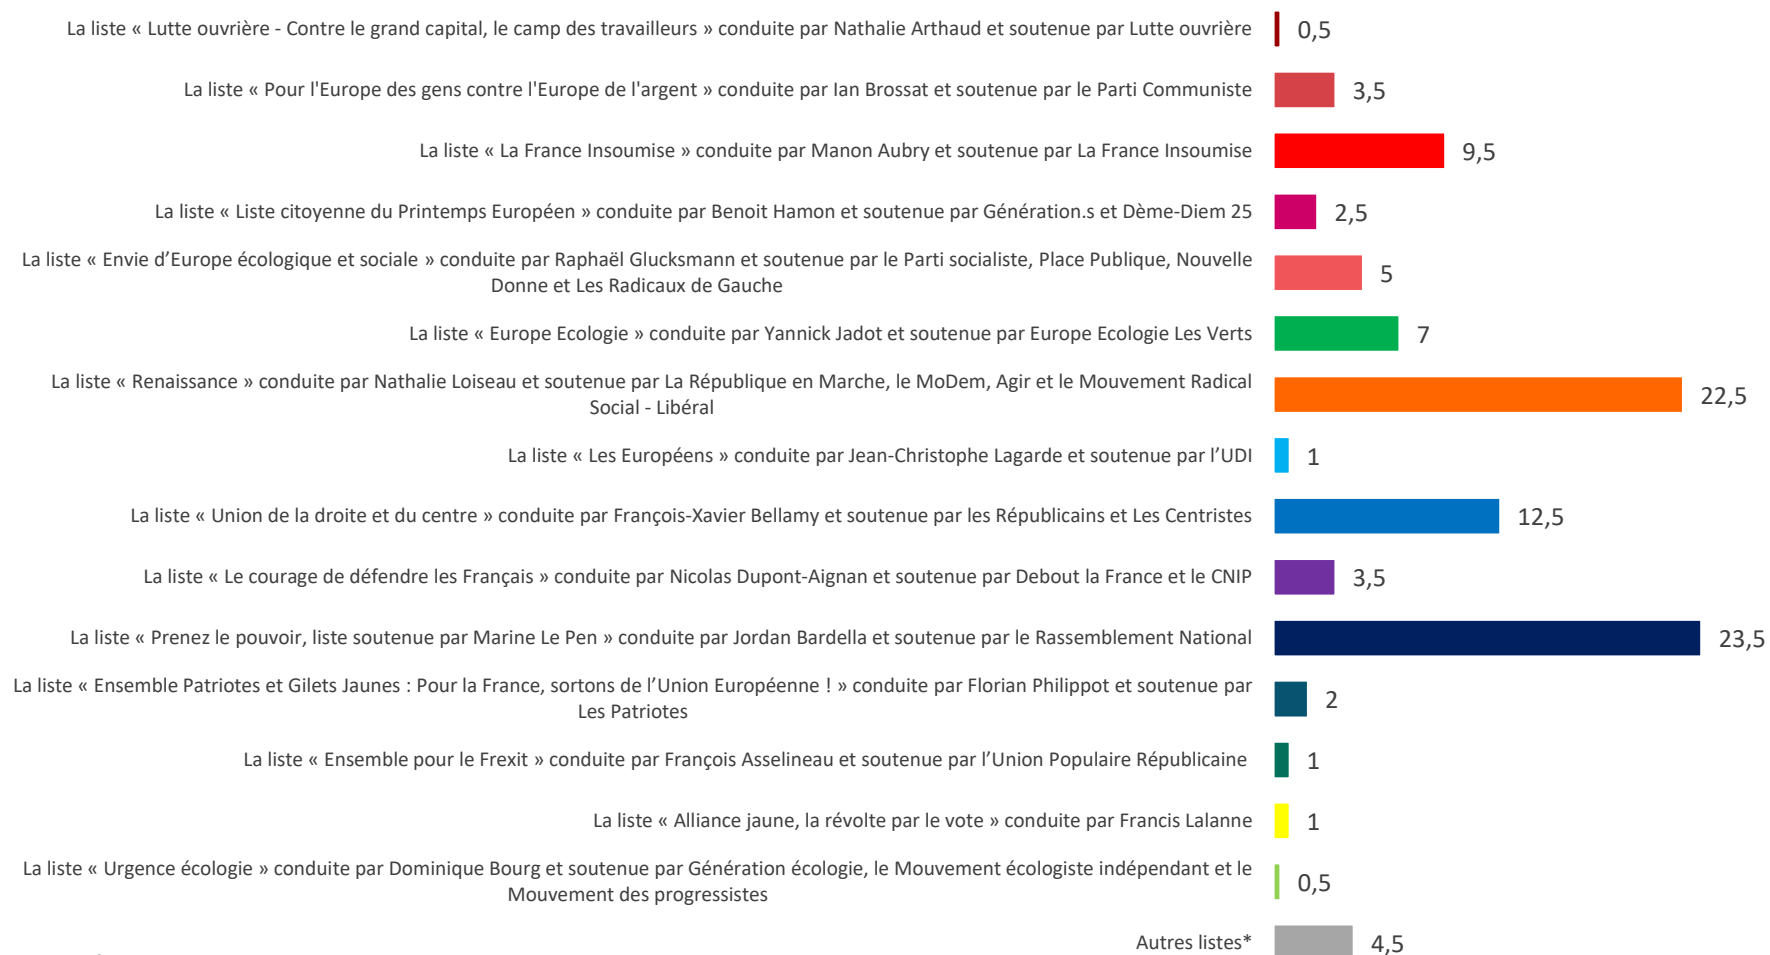 La liste « Lutte ouvrière - Contre le grand capital, le camp des travailleurs » conduite par Nathalie Arthaud et soutenue par Lutte ouvrière 0,5
La liste « Pour l'Europe des gens contre l'Europe de l'argent » conduite par Ian Brossat et soutenue par le Parti Communiste 3,5
La liste « La France Insoumise » conduite par Manon Aubry et soutenue par La France Insoumise 9,5
La liste « Liste citoyenne du Printemps Européen » conduite par Benoit Hamon et soutenue par Génération.s et Dème-Diem 25 2,5
La liste « Envie d’Europe écologique et sociale » conduite par Raphaël Glucksmann et soutenue par le Parti socialiste, Place Publique, Nouvelle
Donne et Les Radicaux de Gauche 5
La liste « Europe Ecologie » conduite par Yannick Jadot et soutenue par Europe Ecologie Les Verts 7
La liste « Renaissance » conduite par Nathalie Loiseau et soutenue par La République en Marche, le MoDem, Agir et le Mouvement Radical
Social - Libéral 22,5
La liste « Les Européens » conduite par Jean-Christophe Lagarde et soutenue par l’UDI 1
La liste « Union de la droite et du centre » conduite par François-Xavier Bellamy et soutenue par les Républicains et Les Centristes 12,5
La liste « Le courage de défendre les Français » conduite par Nicolas Dupont-Aignan et soutenue par Debout la France et le CNIP 3,5
La liste « Prenez le pouvoir, liste soutenue par Marine Le Pen » conduite par Jordan Bardella et soutenue par le Rassemblement National 23,5
La liste « Ensemble Patriotes et Gilets Jaunes : Pour la France, sortons de l’Union Européenne ! » conduite par Florian Philippot et soutenue par
Les Patriotes 2
La liste « Ensemble pour le Frexit » conduite par François Asselineau et soutenue par l’Union Populaire Républicaine 1
La liste « Alliance jaune, la révolte par le vote » conduite par Francis Lalanne 1
La liste « Urgence écologie » conduite par Dominique Bourg et soutenue par Génération écologie, le Mouvement écologiste indépendant et le
Mouvement des progressistes 0,5
Autres listes* 4,5